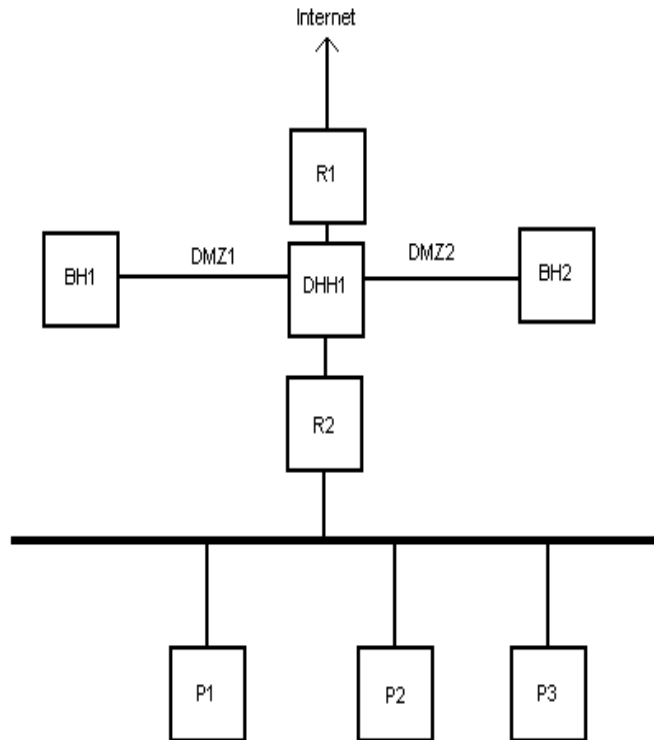 Internet
R1
DMZ1
DMZ2
BH1
DHH1
BH2
R2
P1
P2
P3